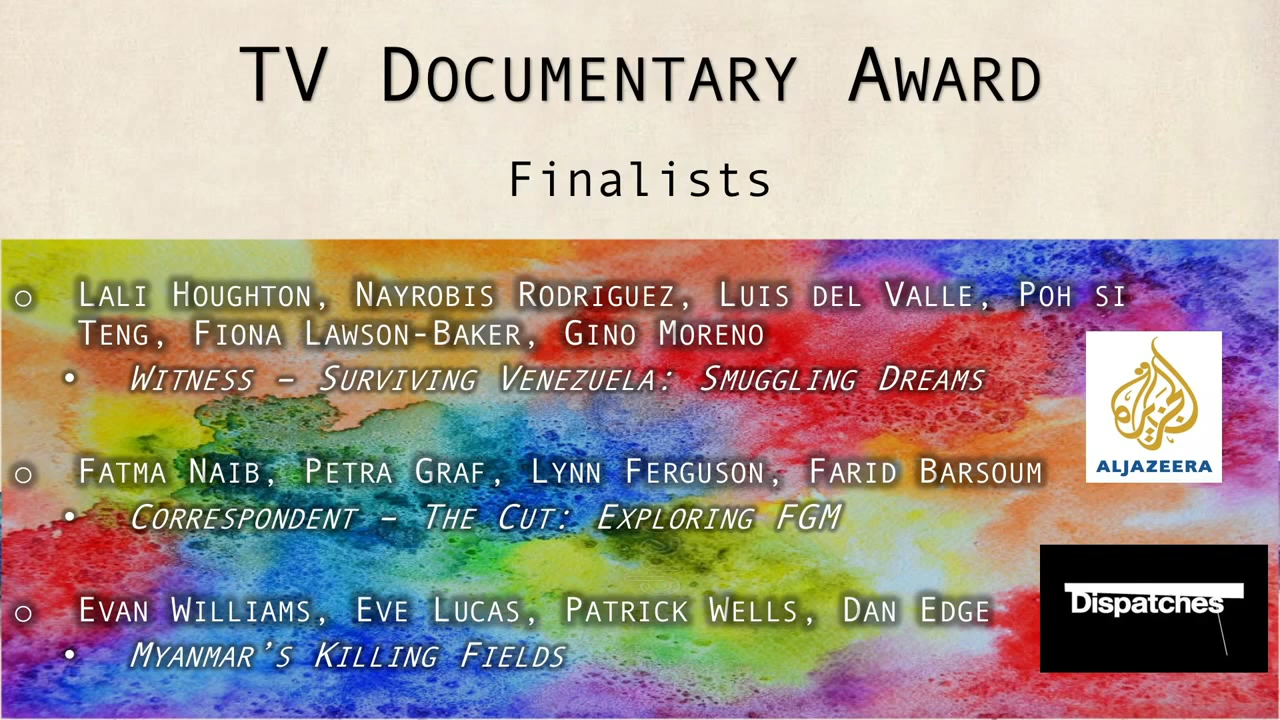 TV Documentary Award
Finalists
o Lali Houghton, Nayrobis Rodriguez, Luis del Valle, Poh si
Teng, Fiona Lawson-Baker, Gino Moreno
• Witness – Surviving Venezuela: Smuggling Dreams
الجزيرة
ALJAZEERA
o Fatma Naib, Petra Graf, Lynn Ferguson, Farid Barsoum
• Correspondent – The Cut: Exploring FGM
o Evan Williams, Eve Lucas, Patrick Wells, Dan Edge
• Myanmar's Killing Fields
Dispatches